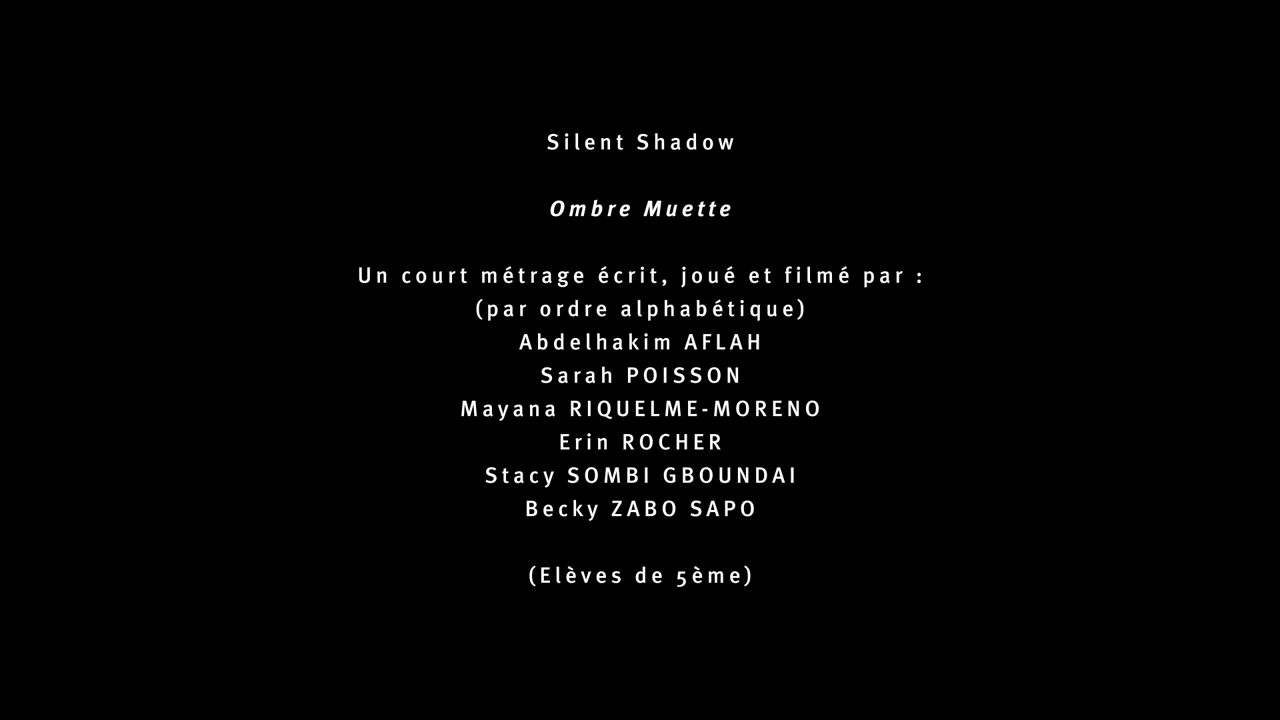 Silent Shadow
Ombre Muette
Un court métrage écrit, joué et filmé par :
(par ordre alphabétique)
Abdelhakim AFLAH
Sarah POISSON
Mayana RIQUELME-MORENO
Erin ROCHER
Stacy SOMBI GBOUNDAI
Becky ZABO SAPO
(Elèves de 5ème)